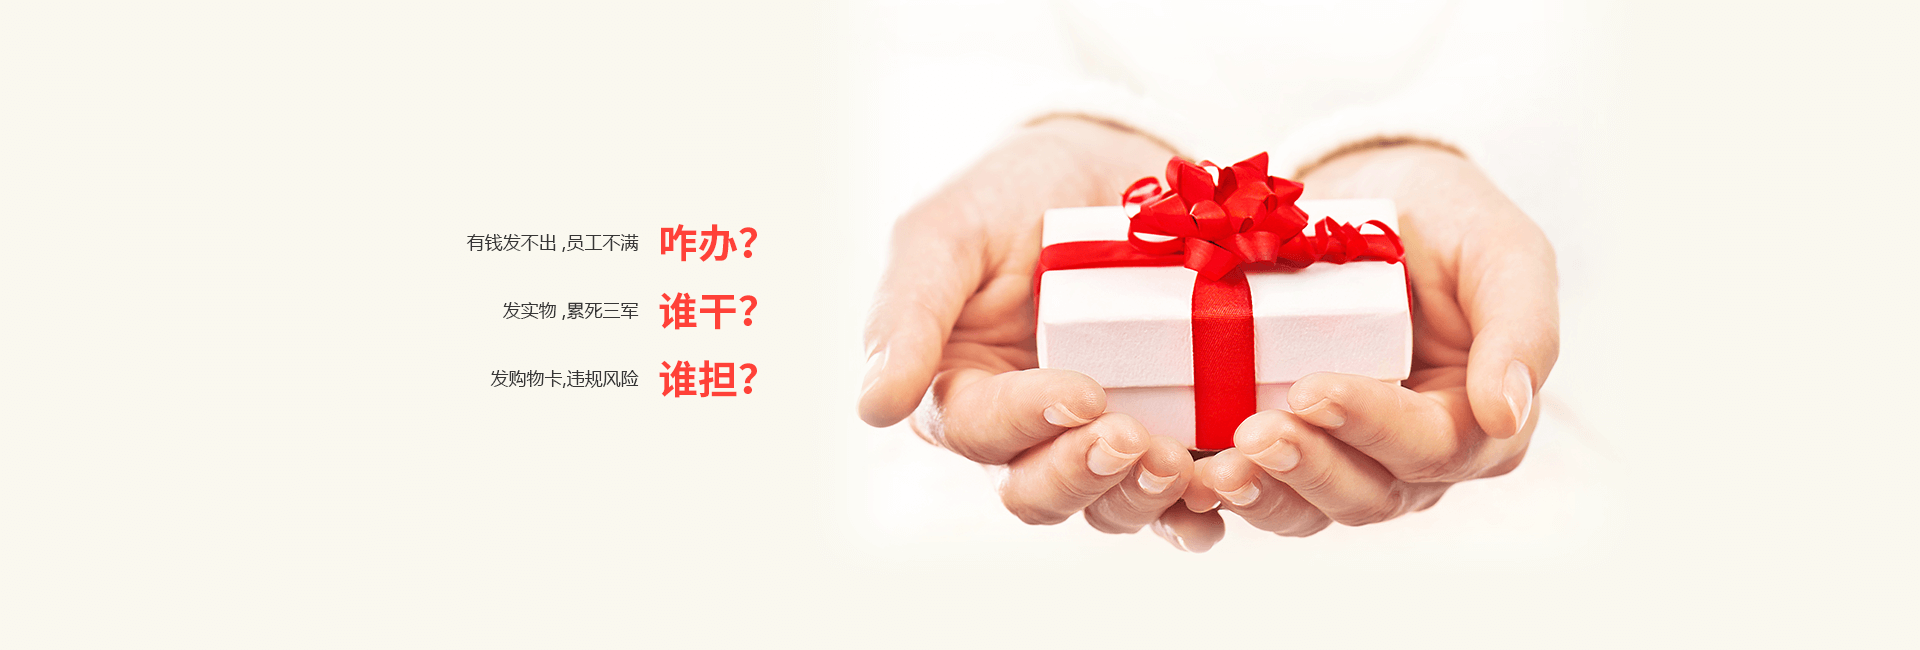 有钱发不出 ,员工不满 咋办?
发实物 ,累死三军 谁干?
发购物卡,违规风险 谁担?